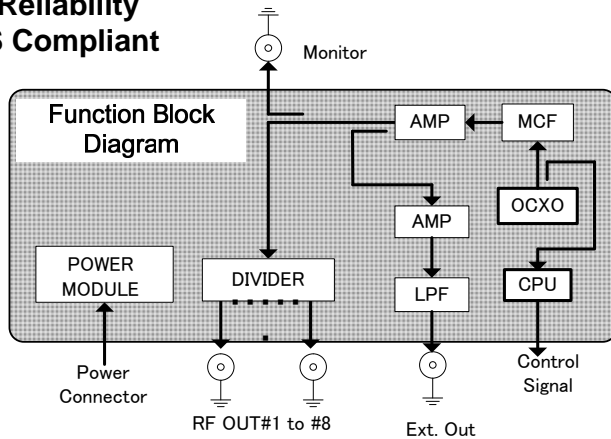 Reliability
S Compliant
Monitor
Function Block
Diagram
AMP
MCF
OCXO
AMP
POWER
MODULE
DIVIDER
LPF
CPU
Power
Connector
RF OUT#1 to #8
Ext. Out
Control
Signal